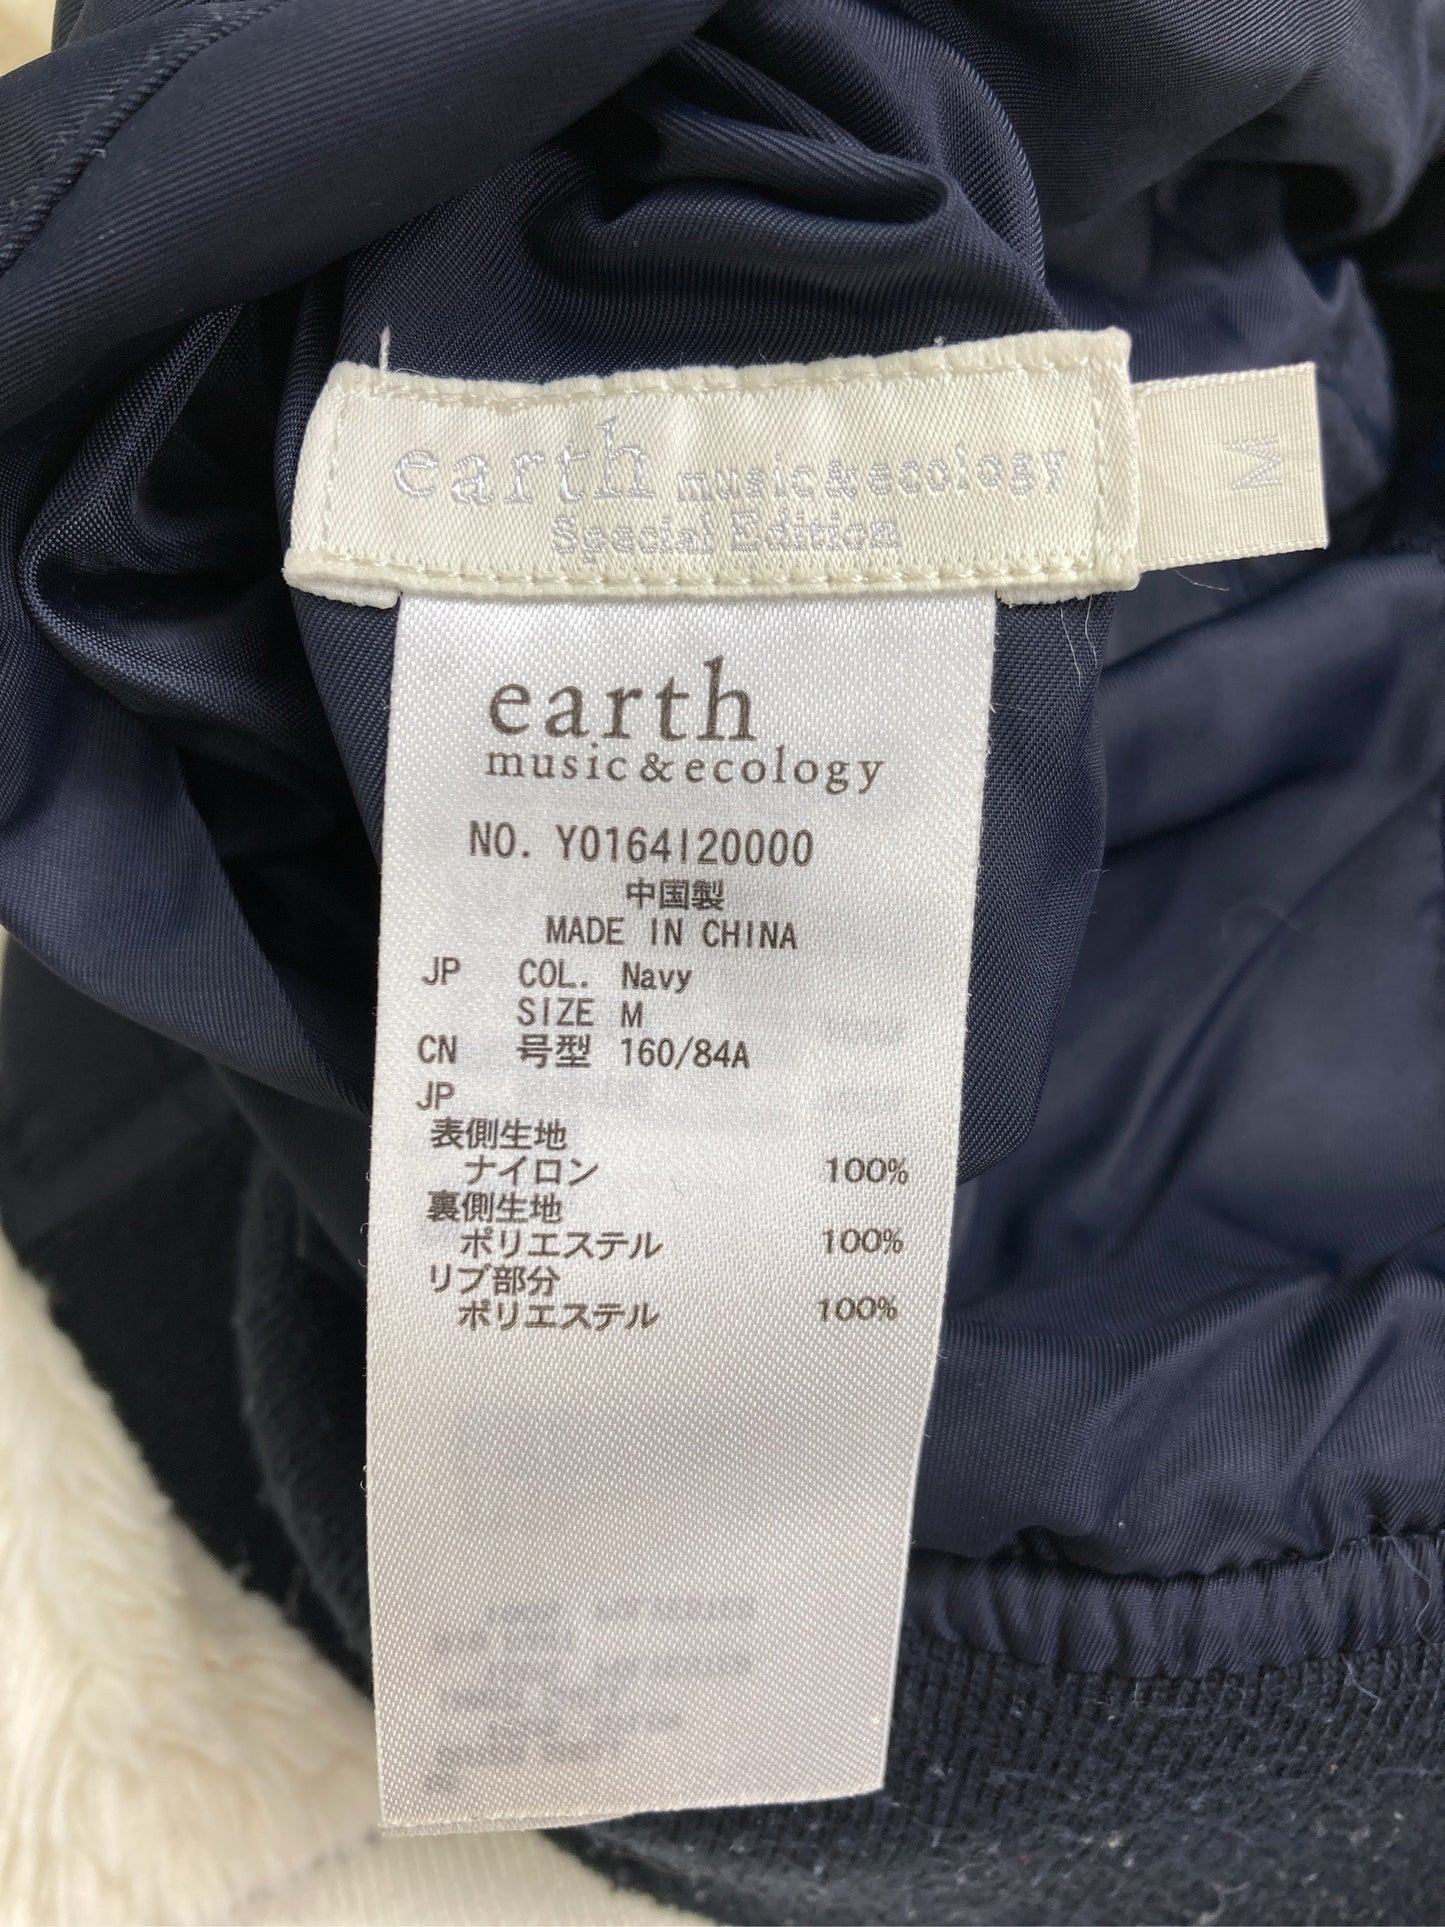 earth music&ecology
Special Edition
M
earth
music&ecology
NO. Y0164I20000
中国製
MADE IN CHINA
JP COL. Navy
SIZE M
CN 号型 160/84A
JP
表側生地
ナイロン 100%
裏側生地
ポリエステル 100%
リブ部分
ポリエステル 100%